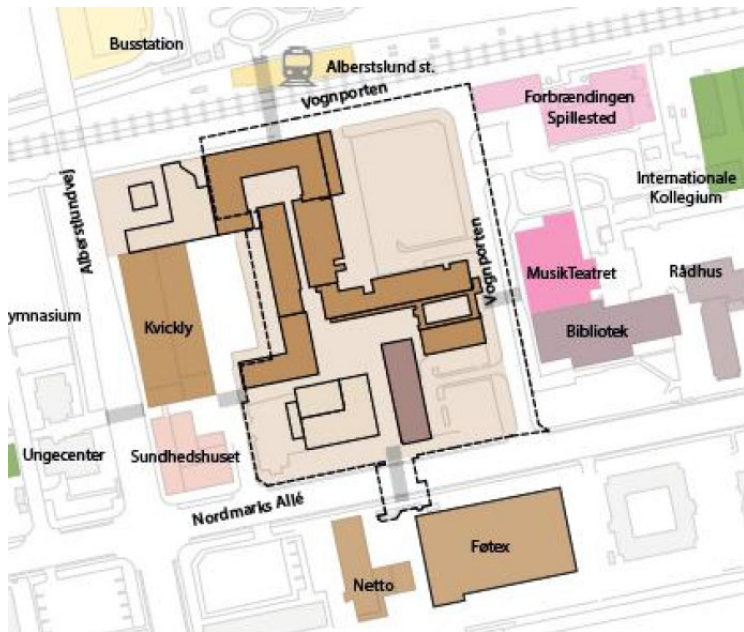 Busstation
Alberstslund st.
Vognporten
Forbrændingen
Spillested
Internationale
Kollegium
Alberstlundvej
Vognporten
MusikTeatret
Rådhus
ymnasium
Kvickly
Bibliotek
Ungecenter
Sundhedshuset
Nordmarks Allé
Føtex
Netto